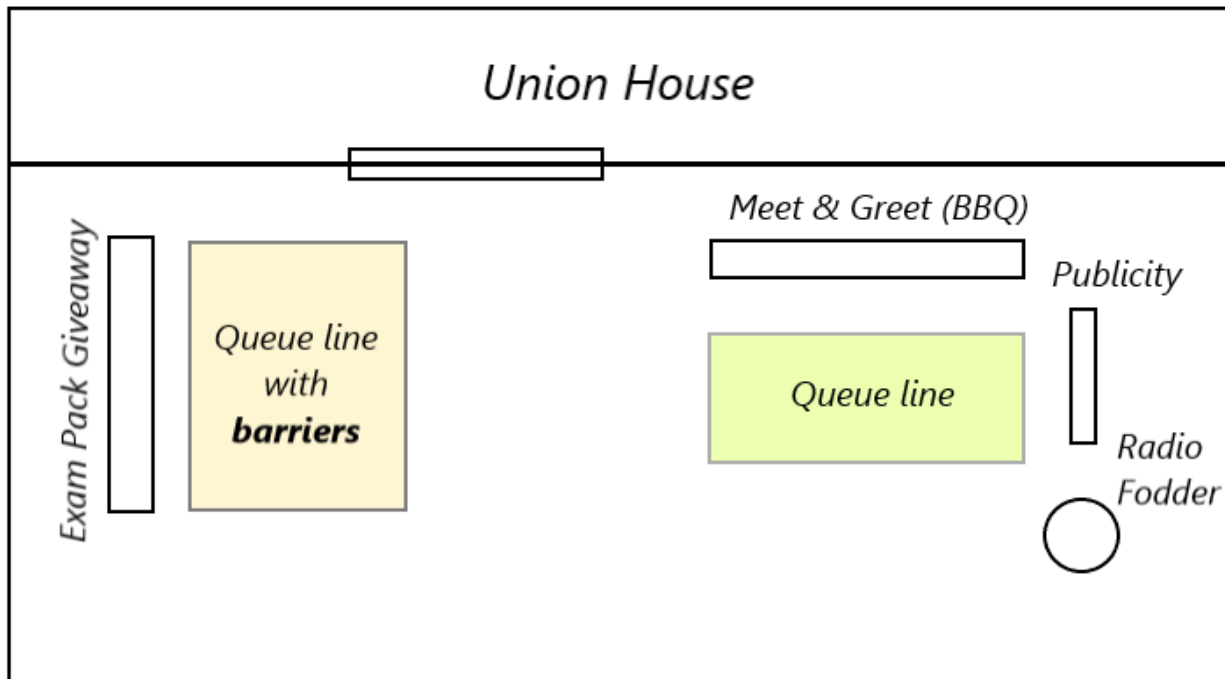 Union House
Meet & Greet (BBQ)
Exam Pack Giveaway
Queue line
with
barriers
Publicity
Queue line
Radio
Fodder